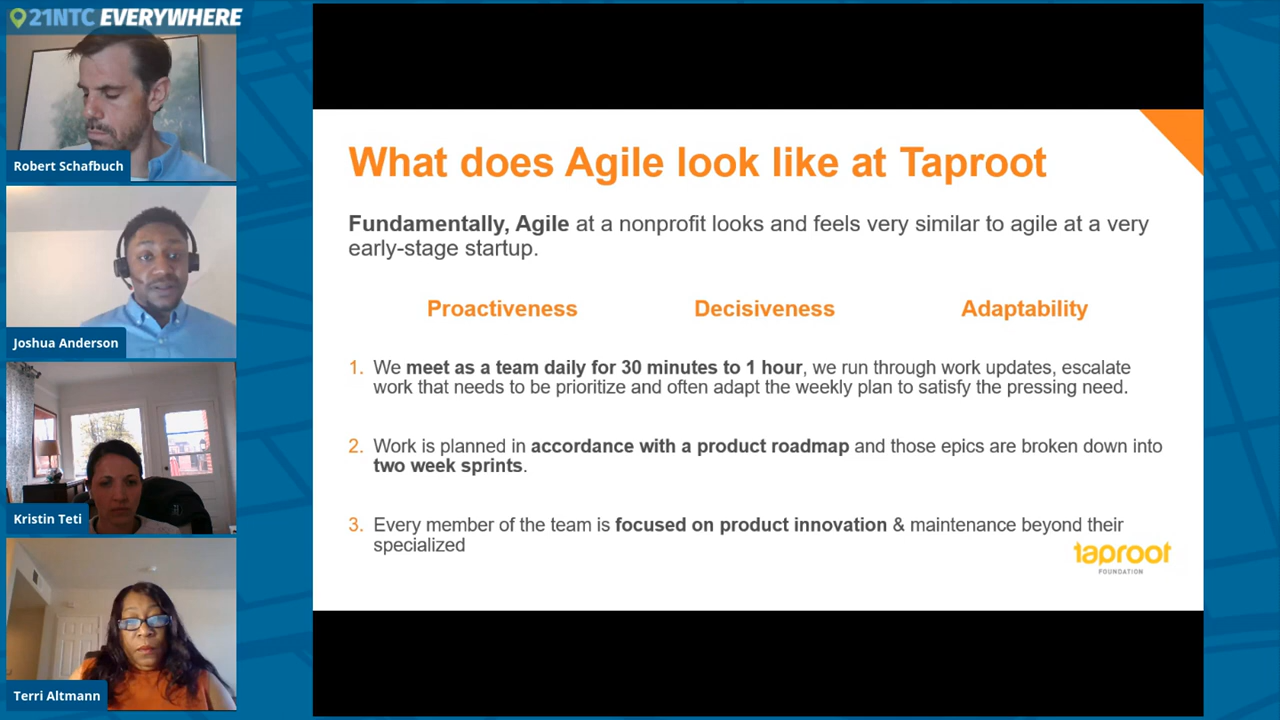 21NTC EVERYWHERE
Robert Schafbuch
Joshua Anderson
Kristin Teti
Terri Altmann
What does Agile look like at Taproot
Fundamentally, Agile at a nonprofit looks and feels very similar to agile at a very
early-stage startup.
Proactiveness Decisiveness Adaptability
1. We meet as a team daily for 30 minutes to 1 hour, we run through work updates, escalate
work that needs to be prioritize and often adapt the weekly plan to satisfy the pressing need.
2. Work is planned in accordance with a product roadmap and those epics are broken down into
two week sprints.
3. Every member of the team is focused on product innovation & maintenance beyond their
specialized
taproot
FOUNDATION